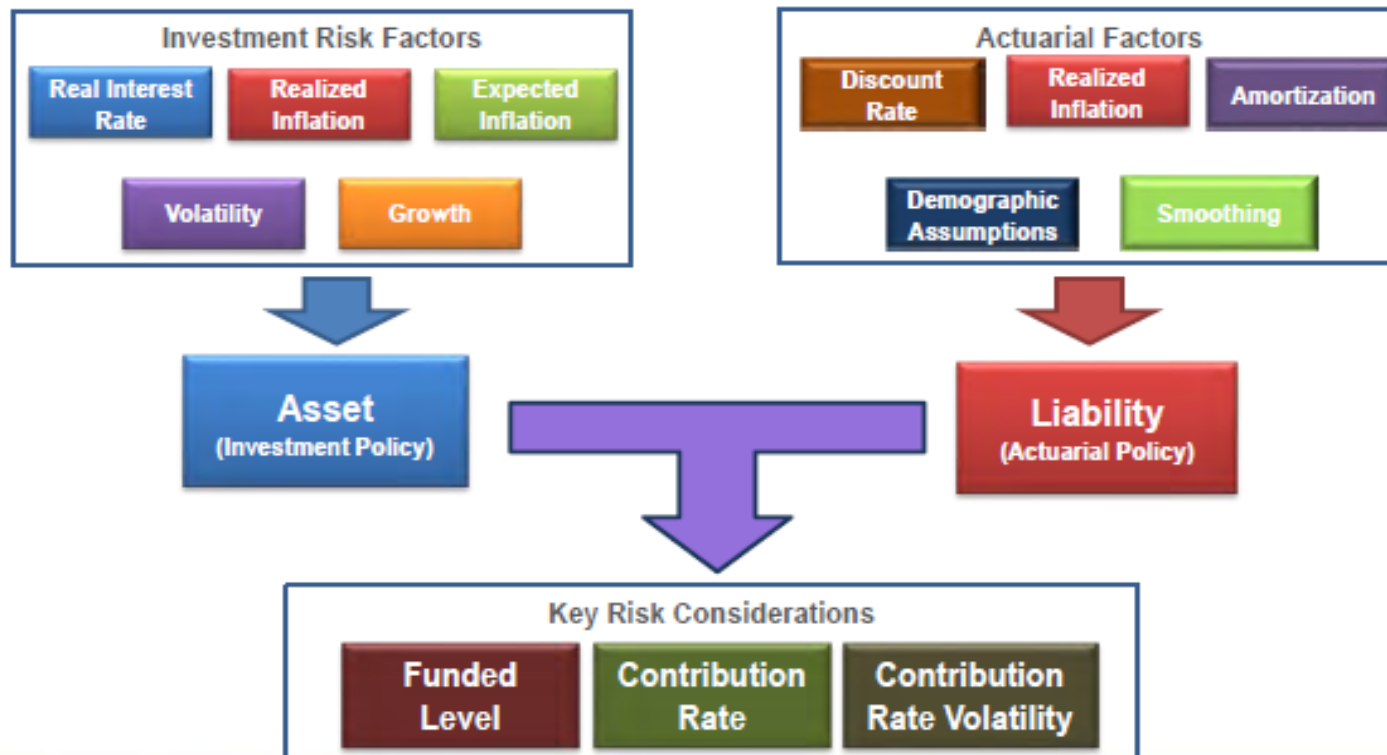 Investment Risk Factors
Real Interest
Rate
Realized
Inflation
Expected
Inflation
Volatility
Growth
Actuarial Factors
Discount
Rate
Realized
Inflation
Amortization
Demographic
Assumptions
Smoothing
Asset
(Investment Policy)
Liability
(Actuarial Policy)
Key Risk Considerations
Funded
Level
Contribution
Rate
Contribution
Rate Volatility